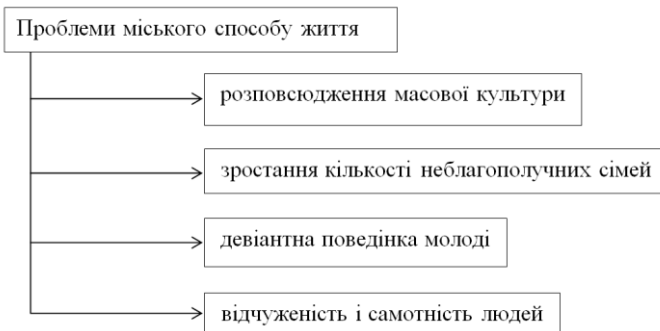 Проблеми міського способу життя
розповсюдження масової культури
зростання кількості неблагополучних сімей
девіантна поведінка молоді
відчуженість і самотність людей